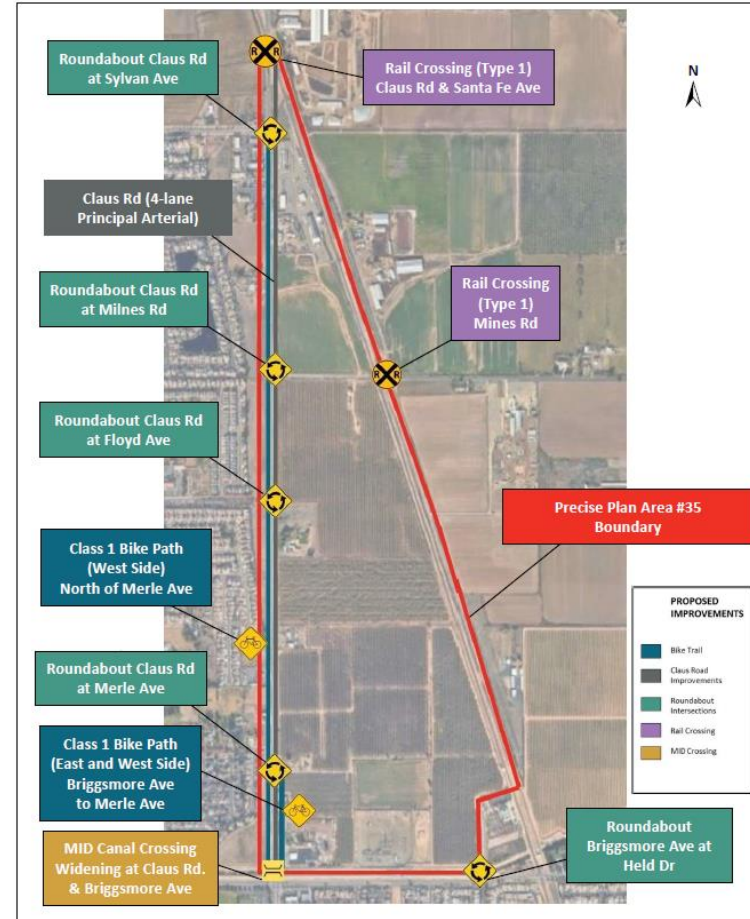 Roundabout Claus Rd
at Sylvan Ave
R R
Rail Crossing (Type 1)
Claus Rd & Santa Fe Ave
N
Claus Rd (4-lane
Principal Arterial)
Roundabout Claus Rd
at Milnes Rd
Rail Crossing
(Type 1)
Mines Rd
R R
Roundabout Claus Rd
at Floyd Ave
Precise Plan Area #35
Boundary
Class 1 Bike Path
(West Side)
North of Merle Ave
Roundabout Claus Rd
at Merle Ave
Class 1 Bike Path
(East and West Side)
Briggsmore Ave
to Merle Ave
MID Canal Crossing
Widening at Claus Rd.
& Briggsmore Ave
Roundabout
Briggsmore Ave at
Held Dr
PROPOSED
IMPROVEMENTS
Bike Trail
Claus Road
Improvements
Roundabout
Intersections
Rail Crossing
MID Crossing